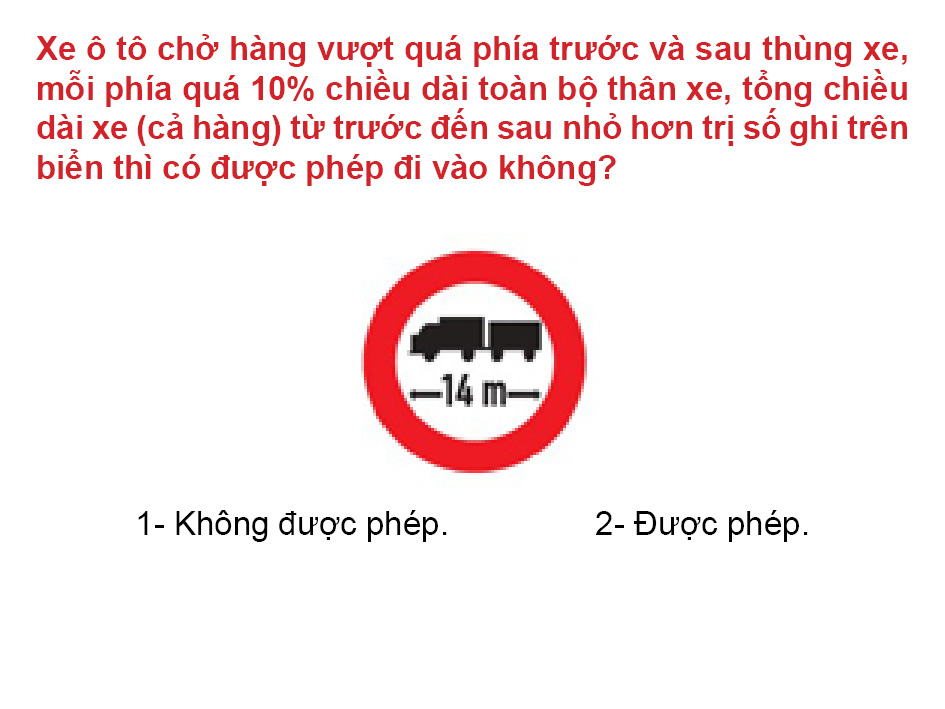 Xe ô tô chở hàng vượt quá phía trước và sau thùng xe,
mỗi phía quá 10% chiều dài toàn bộ thân xe, tổng chiều
dài xe (cả hàng) từ trước đến sau nhỏ hơn trị số ghi trên
biển thì có được phép đi vào không?
14 m
1- Không được phép. 2- Được phép.